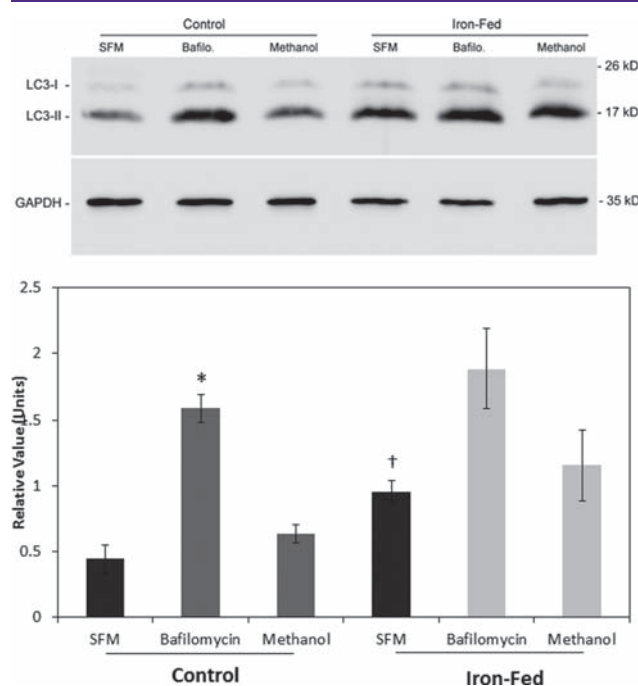 Control Iron-Fed
SFM Bafilo. Methanol SFM Bafilo. Methanol
- 26 kD
LC3-I -
LC3-II - - 17 kD
GAPDH - - 35 kD
2.5
2
1.5
1
0.5
0
Relative Value (Units)
*
†
SFM Bafilomycin Methanol SFM Bafilomycin Methanol
Control Iron-Fed